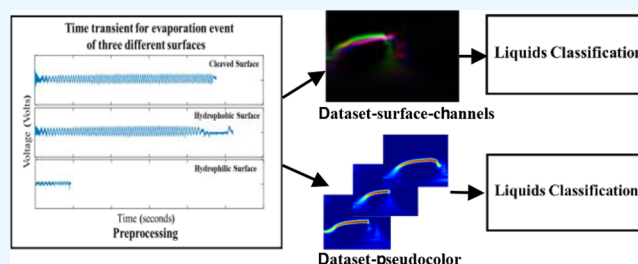 Time transient for evaporation event
of three different surfaces
Cleaved Surface
Hydrophobic Surface
Hydrophilic Surface
Voltage (Volts)
Time (seconds)
Preprocessing
Dataset-surface-channels
Liquids Classification
Dataset-pseudocolor
Liquids Classification